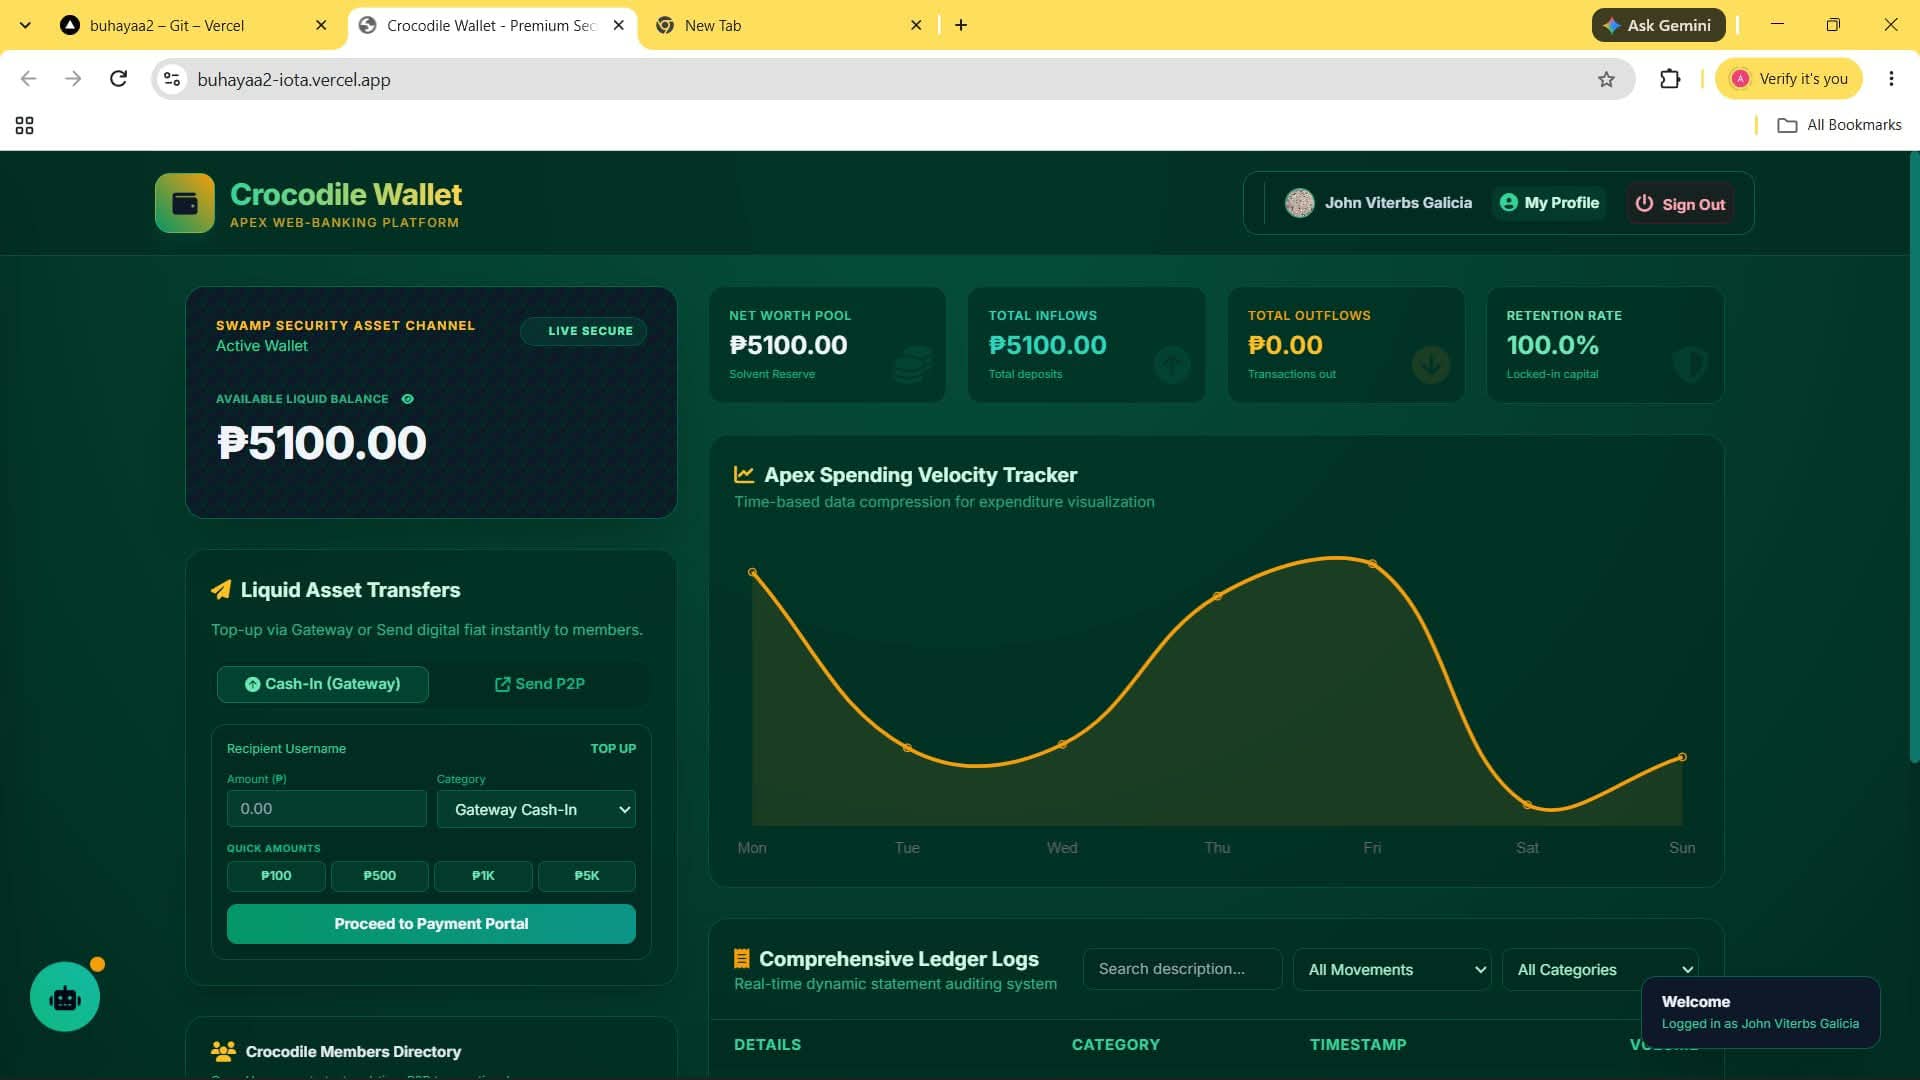 buhayaa2 – Git – Vercel
Crocodile Wallet - Premium Sec
New Tab
Ask Gemini
buhayaa2-iota.vercel.app
Verify it's you
All Bookmarks
Crocodile Wallet
APEX WEB-BANKING PLATFORM
John Viterbs Galicia
My Profile
Sign Out
SWAMP SECURITY ASSET CHANNEL
Active Wallet
LIVE SECURE
AVAILABLE LIQUID BALANCE
₱5100.00
NET WORTH POOL
₱5100.00
Solvent Reserve
TOTAL INFLOWS
₱5100.00
Total deposits
TOTAL OUTFLOWS
₱0.00
Transactions out
RETENTION RATE
100.0%
Locked-in capital
Apex Spending Velocity Tracker
Time-based data compression for expenditure visualization
Mon Tue Wed Thu Fri Sat Sun
Liquid Asset Transfers
Top-up via Gateway or Send digital fiat instantly to members.
Cash-In (Gateway)
Send P2P
Recipient Username
TOP UP
Amount (₱)
Category
0.00
Gateway Cash-In
QUICK AMOUNTS
₱100
₱500
₱1K
₱5K
Proceed to Payment Portal
Crocodile Members Directory
Comprehensive Ledger Logs
Real-time dynamic statement auditing system
Search description...
All Movements
All Categories
DETAILS
CATEGORY
TIMESTAMP
Welcome
Logged in as John Viterbs Galicia